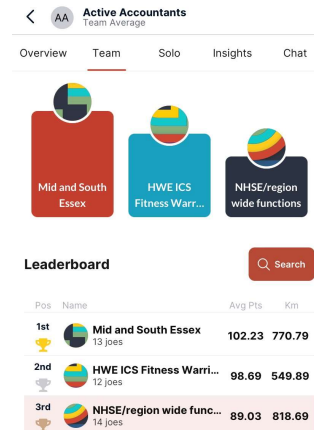 AA
Active Accountants
Team Average
Overview Team Solo Insights Chat
Mid and South
Essex
HWE ICS
Fitness Warr...
NHSE/region
wide functions
Leaderboard
Search
Pos Name Avg Pts Km
1st Mid and South Essex 102.23 770.79
13 joes
2nd HWE ICS Fitness Warri... 98.69 549.89
12 joes
3rd NHSE/region wide func... 89.03 818.69
14 joes